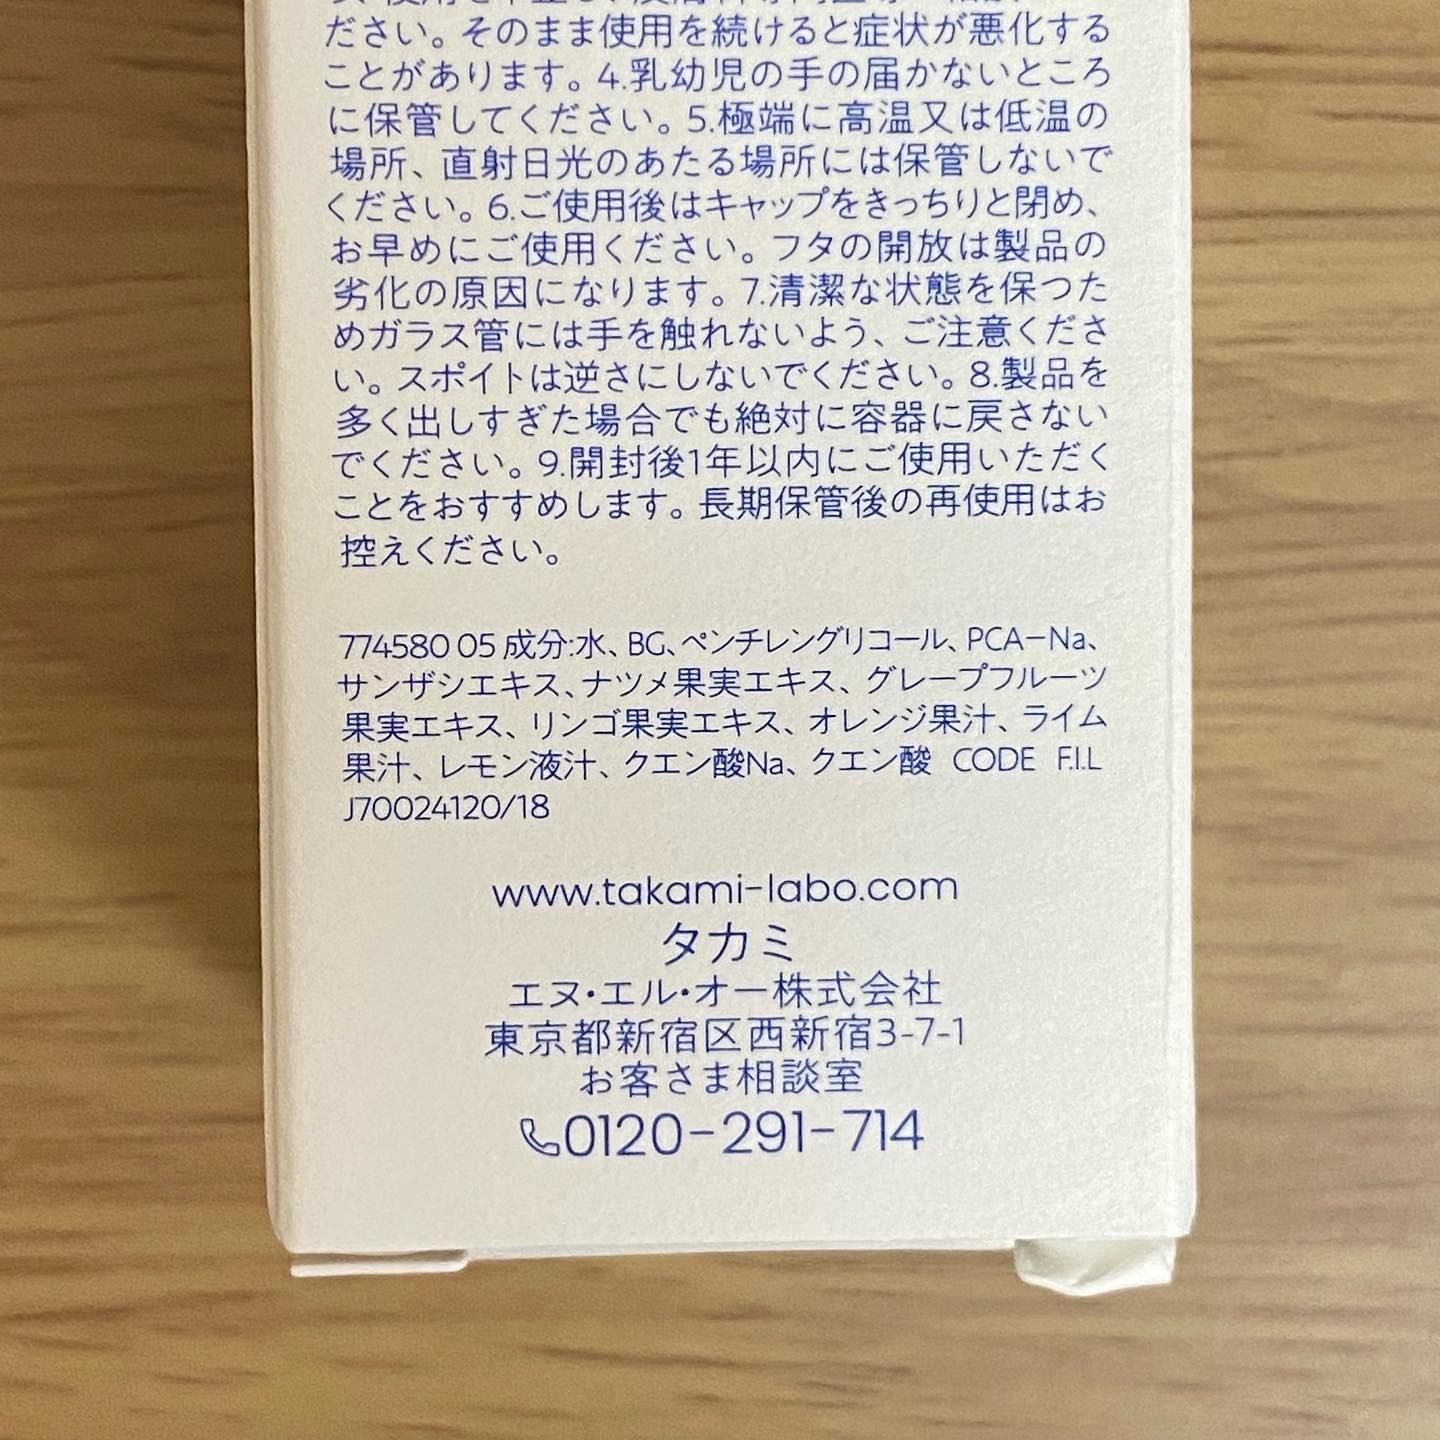 ださい。そのまま使用を続けると症状が悪化する
ことがあります。4.乳幼児の手の届かないところ
に保管してください。5.極端に高温又は低温の
場所、直射日光のあたる場所には保管しないで
ください。6.ご使用後はキャップをきっちりと閉め、
お早めにご使用ください。フタの開放は製品の
劣化の原因になります。7.清潔な状態を保つた
めガラス管には手を触れないよう、ご注意くださ
い。スポイトは逆さにしないでください。8.製品を
多く出しすぎた場合でも絶対に容器に戻さない
でください。9.開封後1年以内にご使用いただく
ことをおすすめします。長期保管後の再使用はお
控えください。
774580 05 成分:水、BG、ペンチレングリコール、PCA-Na、
サンザシエキス、ナツメ果実エキス、グレープフルーツ
果実エキス、リンゴ果実エキス、オレンジ果汁、ライム
果汁、レモン液汁、クエン酸Na、クエン酸 CODE F.I.L
J70024120/18
www.takami-labo.com
タカミ
エヌ・エル・オー株式会社
東京都新宿区西新宿3-7-1
お客さま相談室
0120-291-714